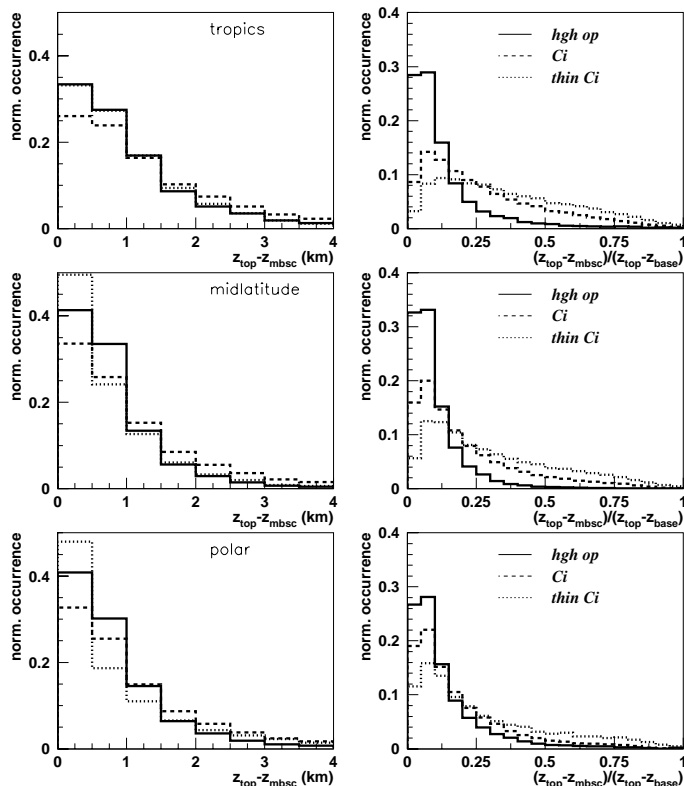 norm. occurrence
tropics
0.4
0.2
0
0 1 2 3 4
z_top-z_mbsc (km)
norm. occurrence
0.4
0.3
0.2
0.1
0
hgh op
Ci
thin Ci
0 0.25 0.5 0.75 1
(z_top-z_mbsc)/(z_top-z_base)
norm. occurrence
midlatitude
0.4
0.2
0
0 1 2 3 4
z_top-z_mbsc (km)
norm. occurrence
0.4
0.3
0.2
0.1
0
hgh op
Ci
thin Ci
0 0.25 0.5 0.75 1
(z_top-z_mbsc)/(z_top-z_base)
norm. occurrence
polar
0.4
0.2
0
0 1 2 3 4
z_top-z_mbsc (km)
norm. occurrence
0.4
0.3
0.2
0.1
0
hgh op
Ci
thin Ci
0 0.25 0.5 0.75 1
(z_top-z_mbsc)/(z_top-z_base)